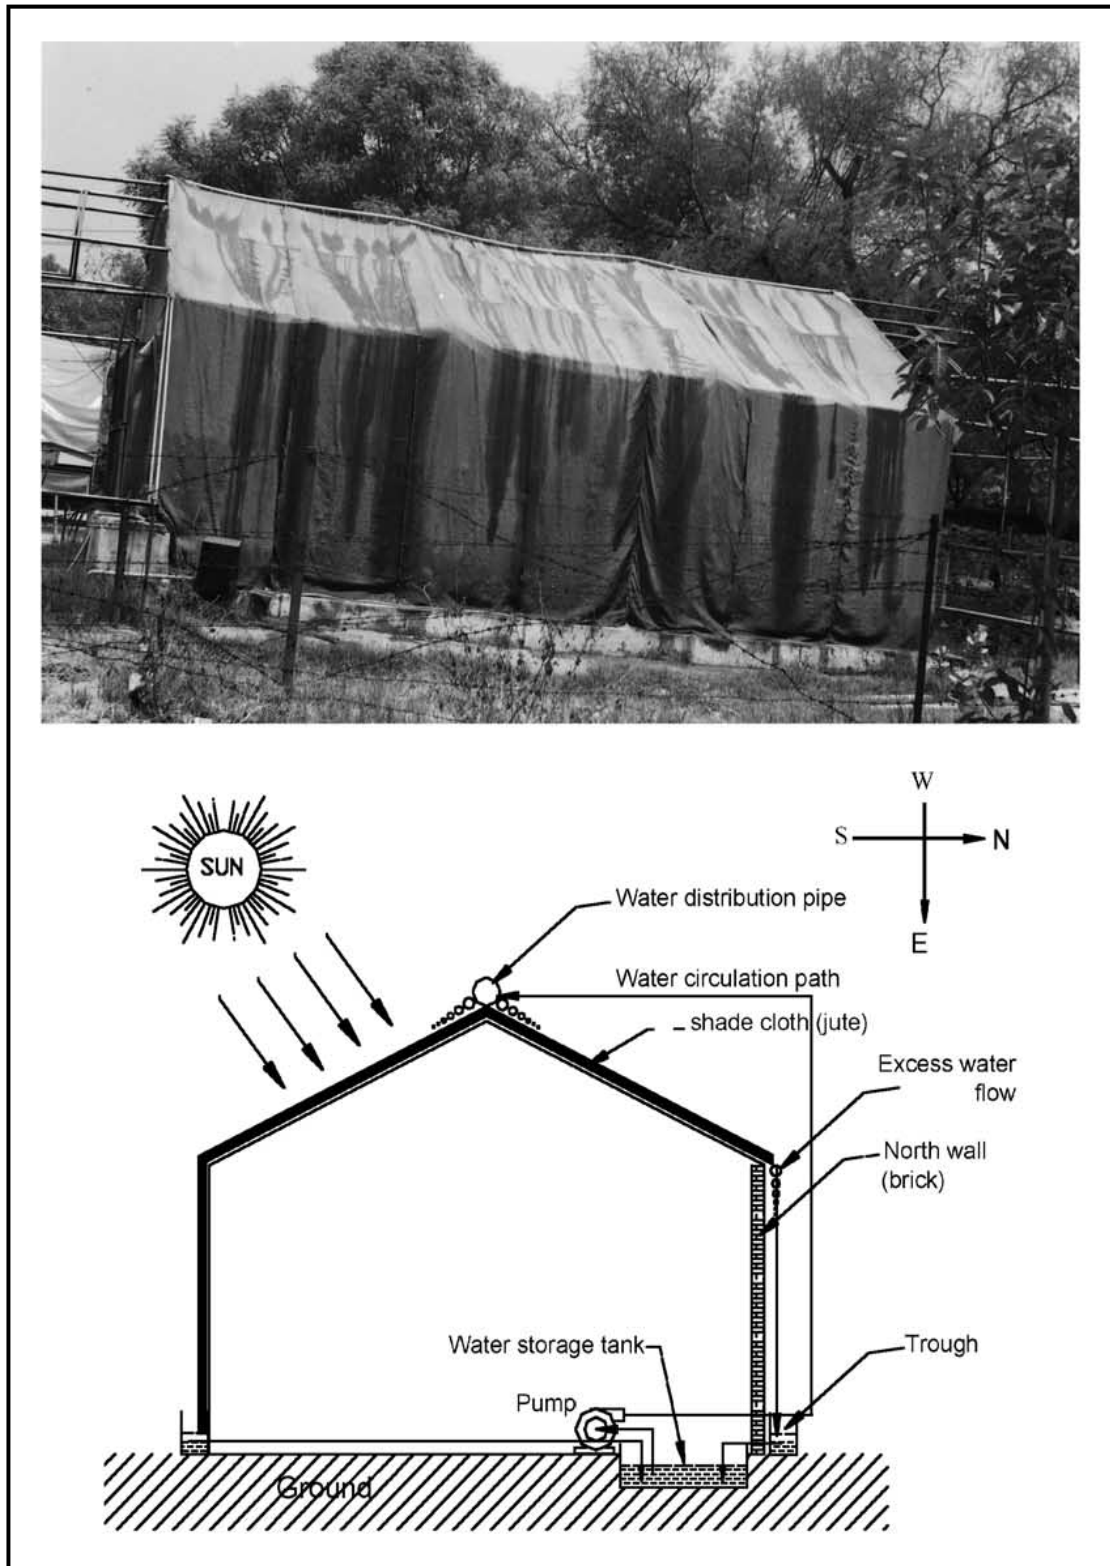 W
S
N
E
SUN
Water distribution pipe
Water circulation path
shade cloth (jute)
Excess water
flow
North wall
(brick)
Water storage tank
Trough
Pump
Ground